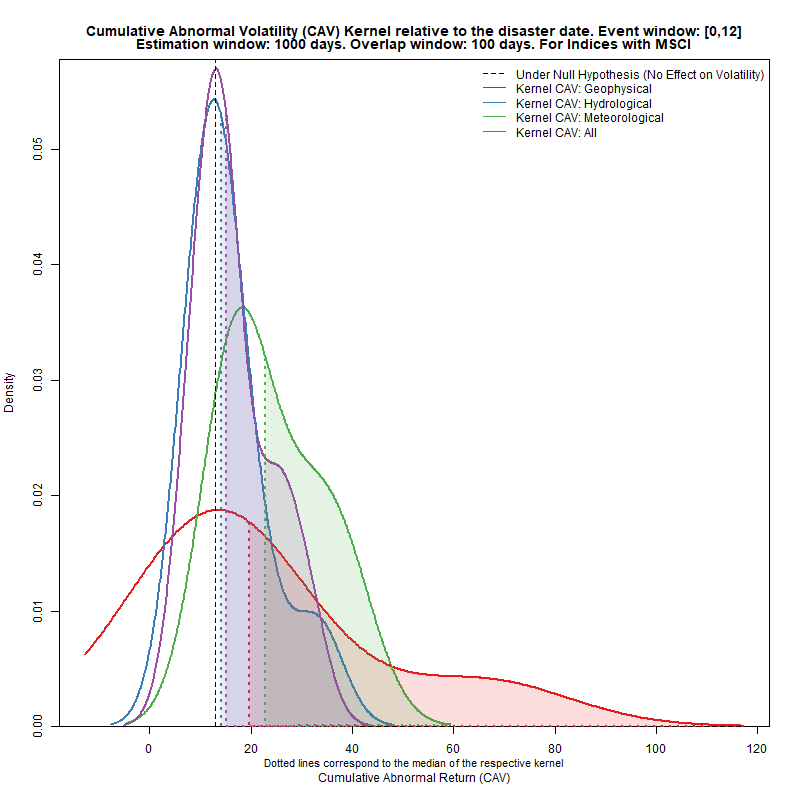 Cumulative Abnormal Volatility (CAV) Kernel relative to the disaster date. Event window: [0,12]
Estimation window: 1000 days. Overlap window: 100 days. For Indices with MSCI
Under Null Hypothesis (No Effect on Volatility)
Kernel CAV: Geophysical
Kernel CAV: Hydrological
Kernel CAV: Meteorological
Kernel CAV: All
Density
0.05
0.04
0.03
0.02
0.01
0.00
0 20 40 60 80 100 120
Dotted lines correspond to the median of the respective kernel
Cumulative Abnormal Return (CAV)